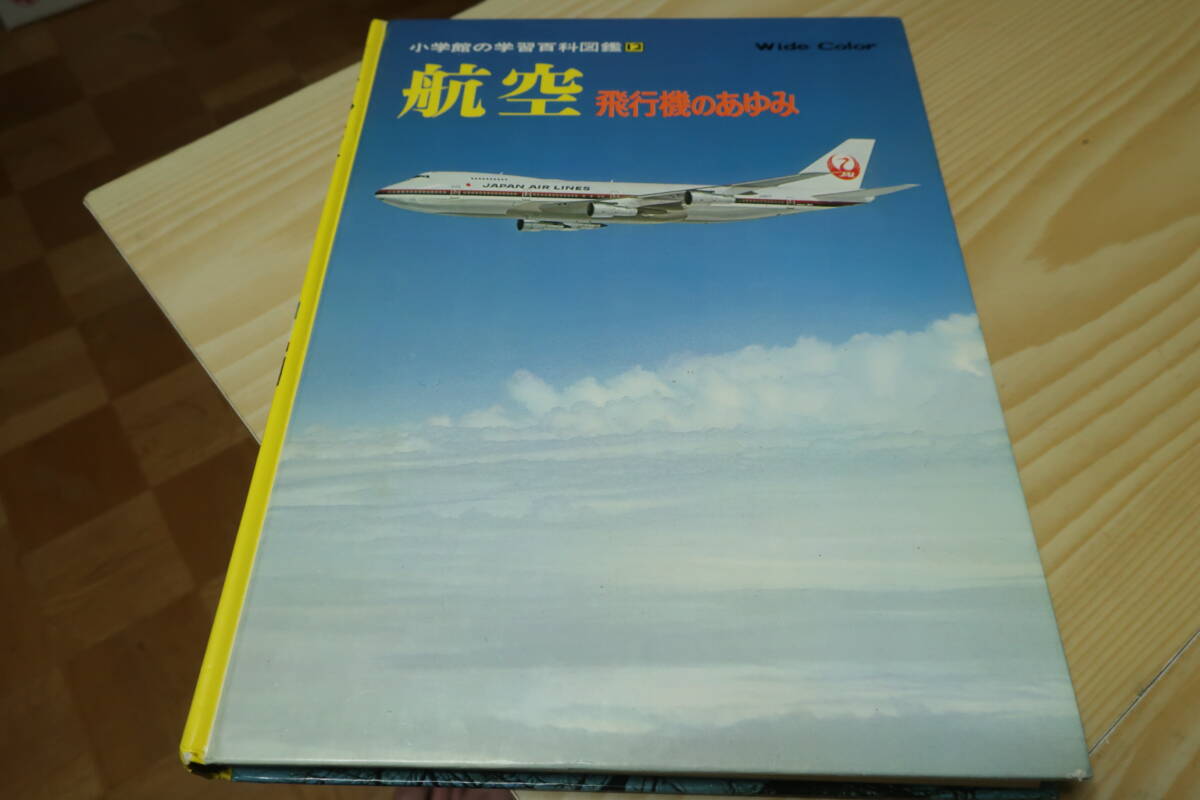 小学館の学習百科図鑑12
Wide Color
航空 飛行機のあゆみ
JAPAN AIR LINES
JAL